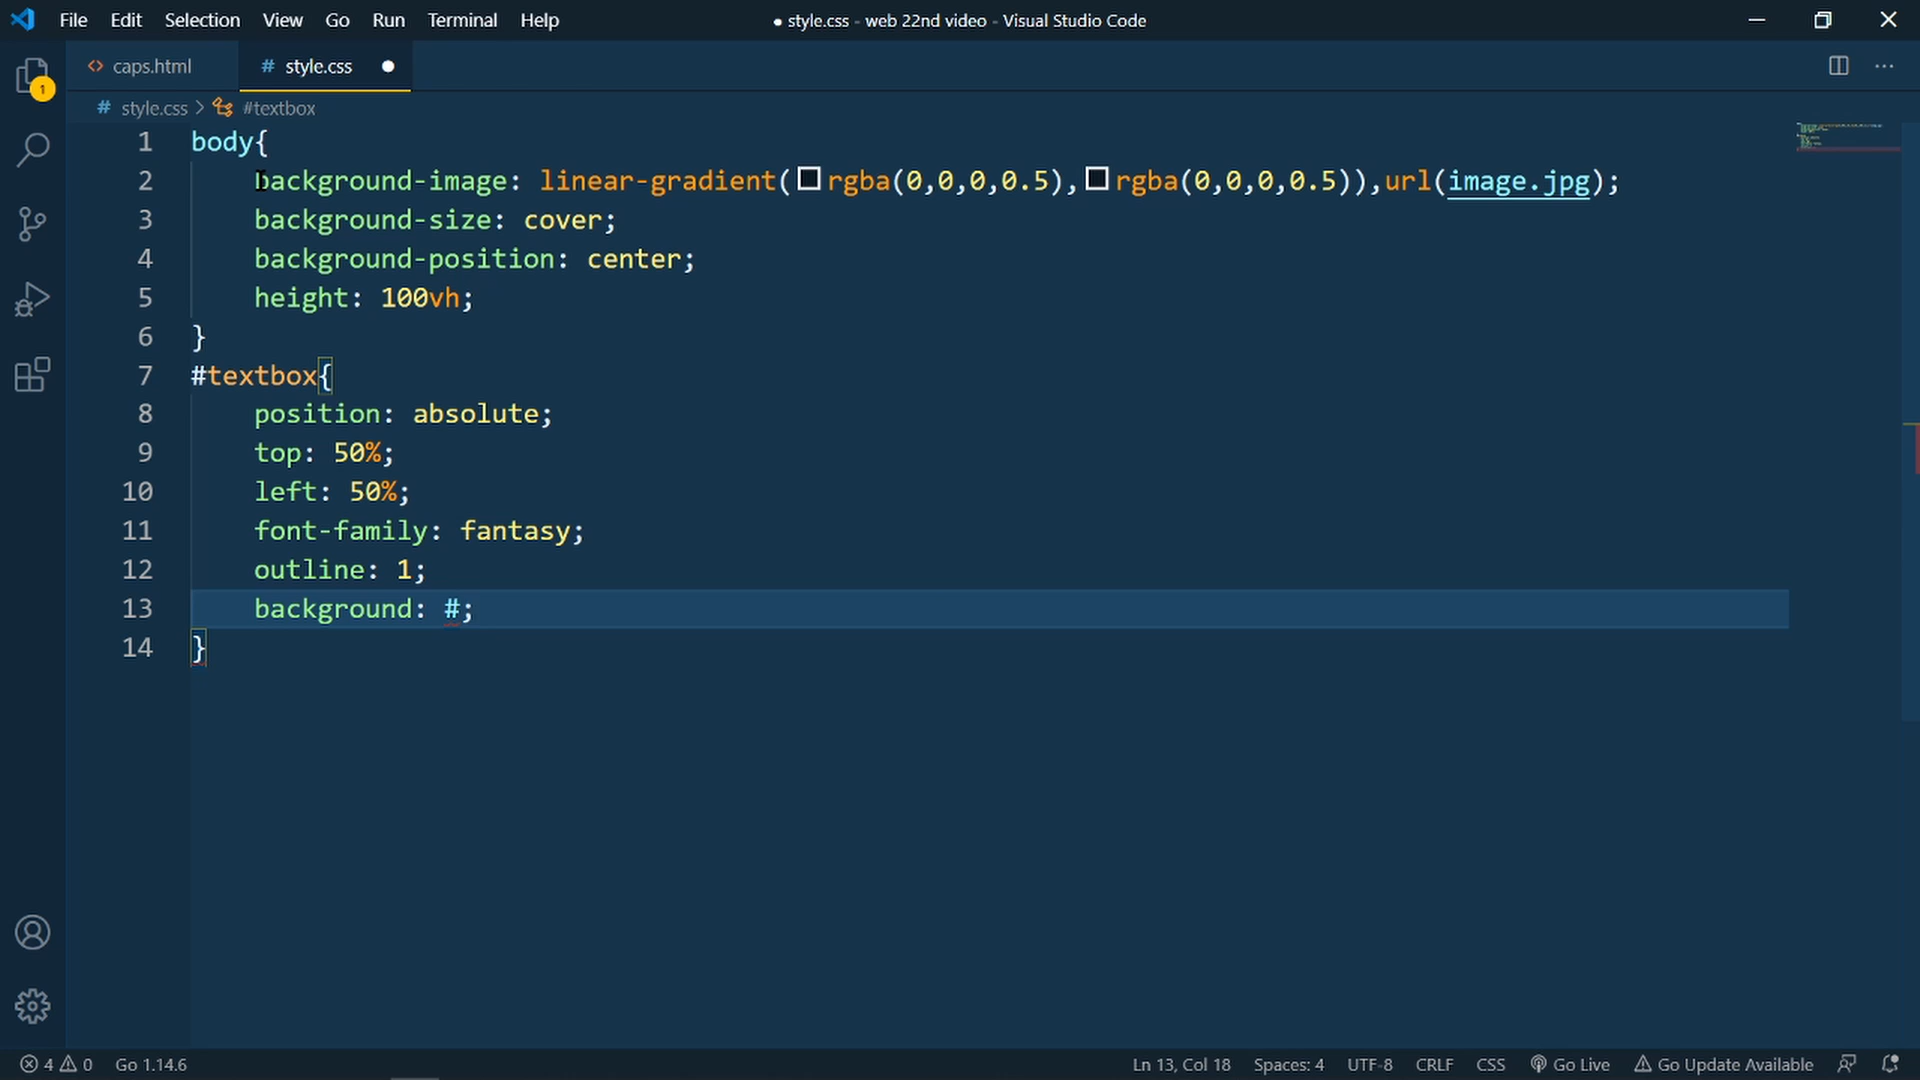 File Edit Selection View Go Run Terminal Help ● style.css - web 22nd video - Visual Studio Code
<> caps.html # style.css ●
1
# style.css > #textbox
1 body{
2 background-image: linear-gradient(rgba(0,0,0,0.5),rgba(0,0,0,0.5)),url(image.jpg);
3 background-size: cover;
4 background-position: center;
5 height: 100vh;
6 }
7 #textbox{
8 position: absolute;
9 top: 50%;
10 left: 50%;
11 font-family: fantasy;
12 outline: 1;
13 background: #;
14 }
4 0 Go 1.14.6 Ln 13, Col 18 Spaces: 4 UTF-8 CRLF CSS Go Live Go Update Available